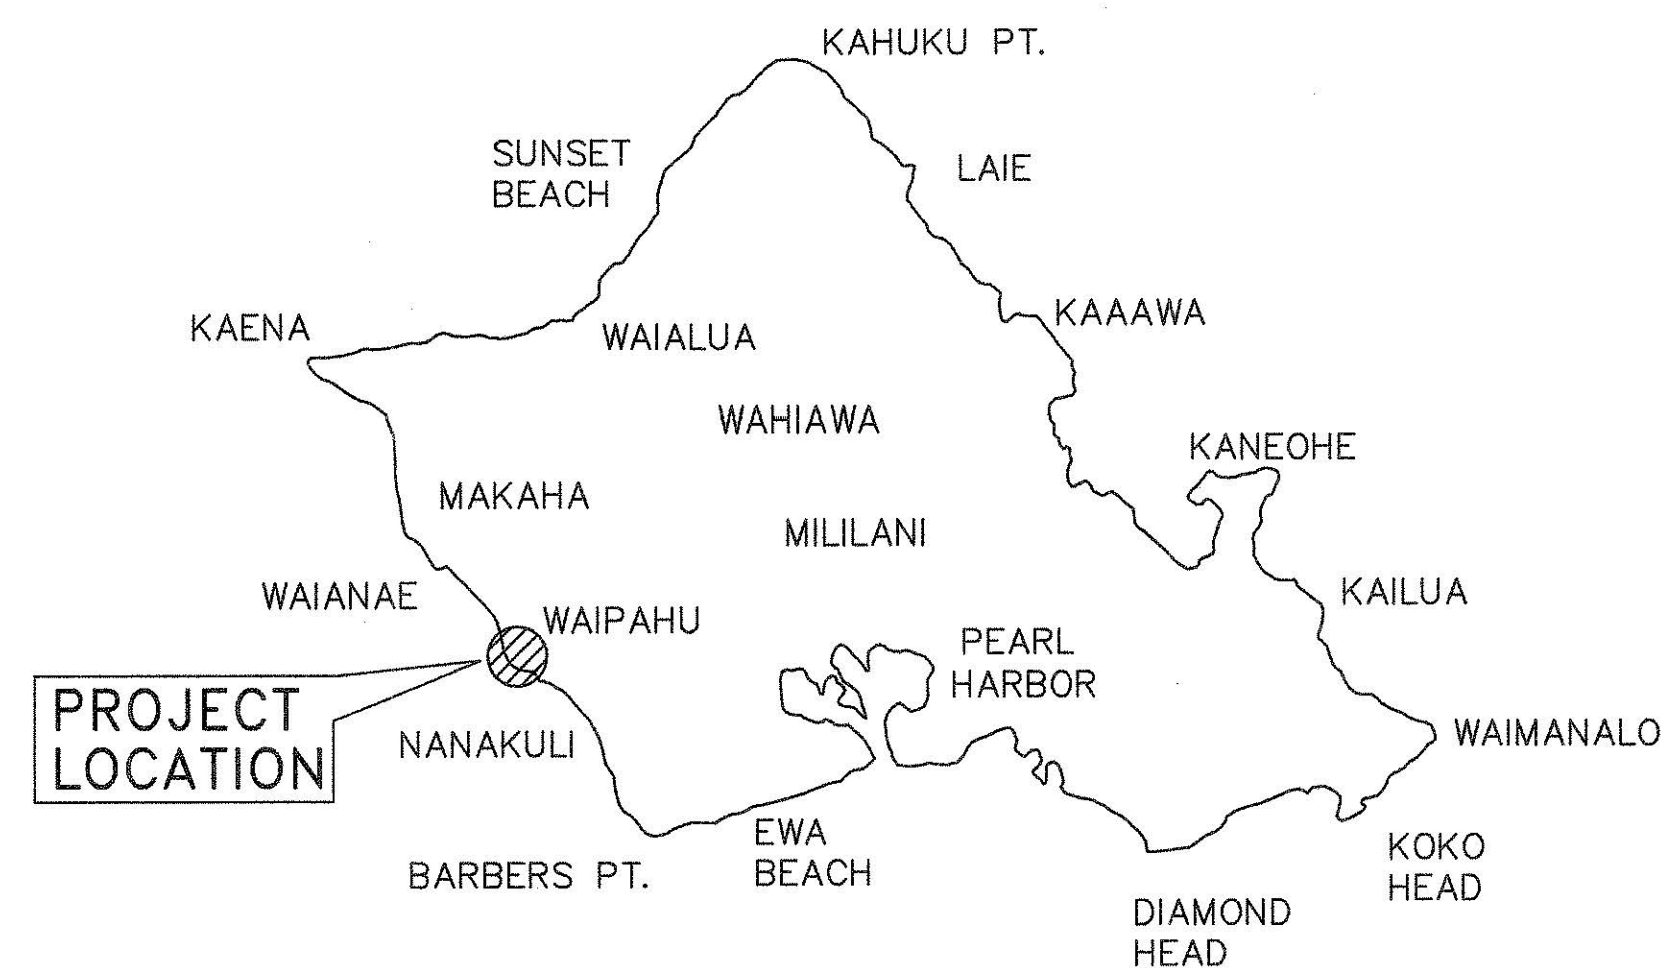 KAHUKU PT.
SUNSET
BEACH
LAIE
KAENA
WAIALUA
KAAAWA
WAHIAWA
KANEOHE
MAKAHA
MILILANI
WAIANAE
KAILUA
WAIPAHU
PEARL
HARBOR
PROJECT
LOCATION
NANAKULI
WAIMANALO
EWA
BEACH
BARBERS PT.
KOKO
HEAD
DIAMOND
HEAD